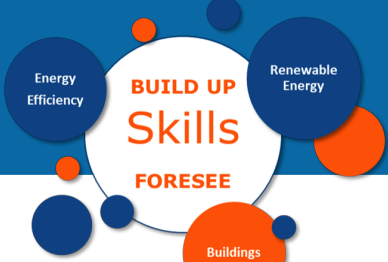 Energy
Efficiency
BUILD UP
Skills
FORESEE
Renewable
Energy
Buildings